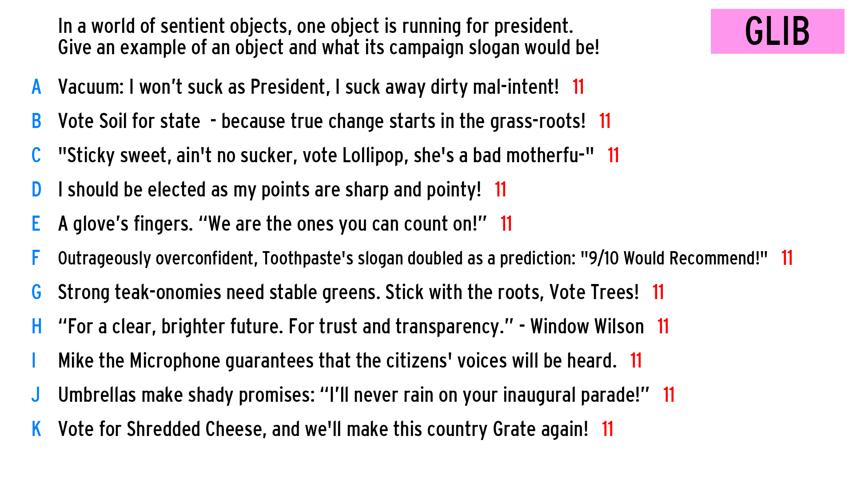 In a world of sentient objects, one object is running for president.
Give an example of an object and what its campaign slogan would be!
GLIB
A Vacuum: I won't suck as President, I suck away dirty mal-intent! 11
B Vote Soil for state - because true change starts in the grass-roots! 11
C "Sticky sweet, ain't no sucker, vote Lollipop, she's a bad motherfu-" 11
D I should be elected as my points are sharp and pointy! 11
E A glove's fingers. “We are the ones you can count on!” 11
F Outrageously overconfident, Toothpaste's slogan doubled as a prediction: "9/10 Would Recommend!" 11
G Strong teak-onomies need stable greens. Stick with the roots, Vote Trees! 11
H “For a clear, brighter future. For trust and transparency.” - Window Wilson 11
I Mike the Microphone guarantees that the citizens' voices will be heard. 11
J Umbrellas make shady promises: “I'll never rain on your inaugural parade!” 11
K Vote for Shredded Cheese, and we'll make this country Grate again! 11